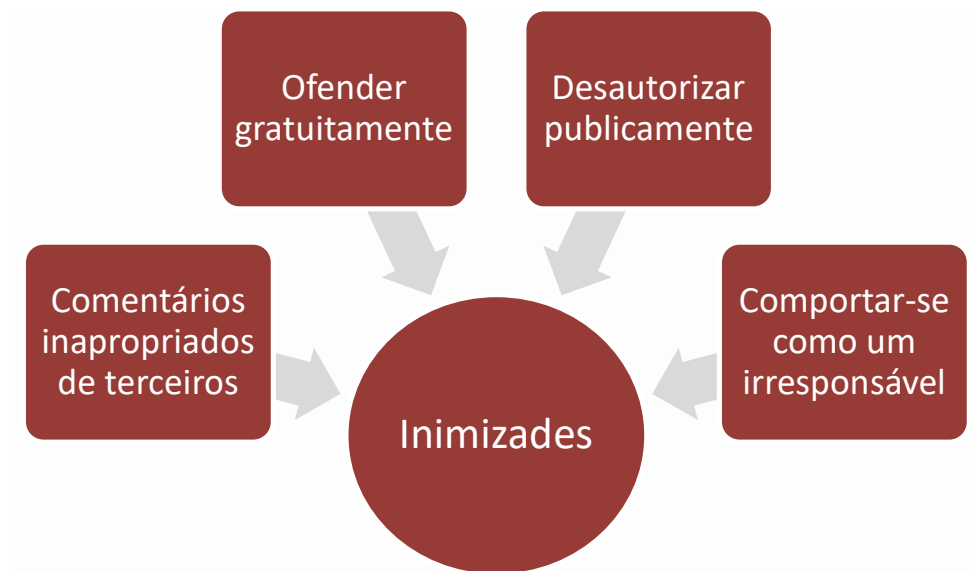 Ofender
gratuitamente
Desautorizar
publicamente
Comentários
inapropriados
de terceiros
Comportar-se
como um
irresponsável
Inimizades